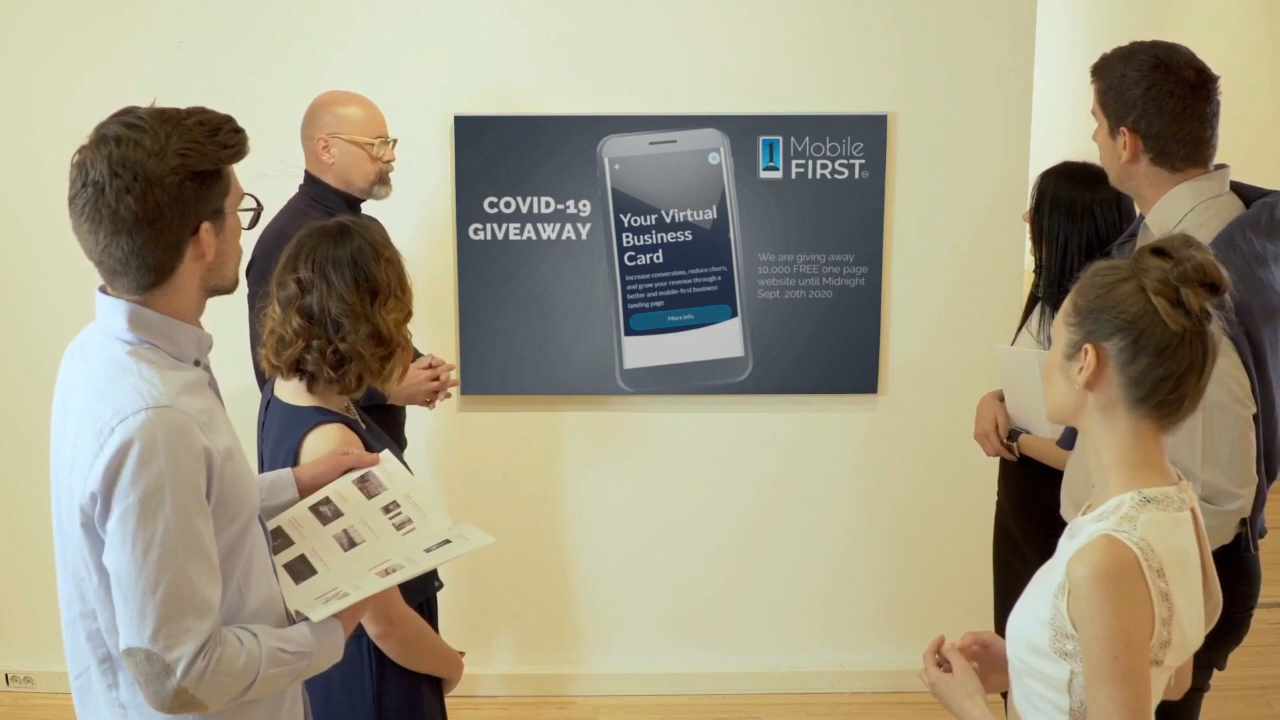 COVID-19
GIVEAWAY
Your Virtual
Business
Card
Increase conversions, reduce churn,
and grow your revenue through a
better and mobile-first business
landing page
More info
1
Mobile
FIRST
We are giving away
10,000 FREE one page
website until Midnight
Sept. 20th 2020